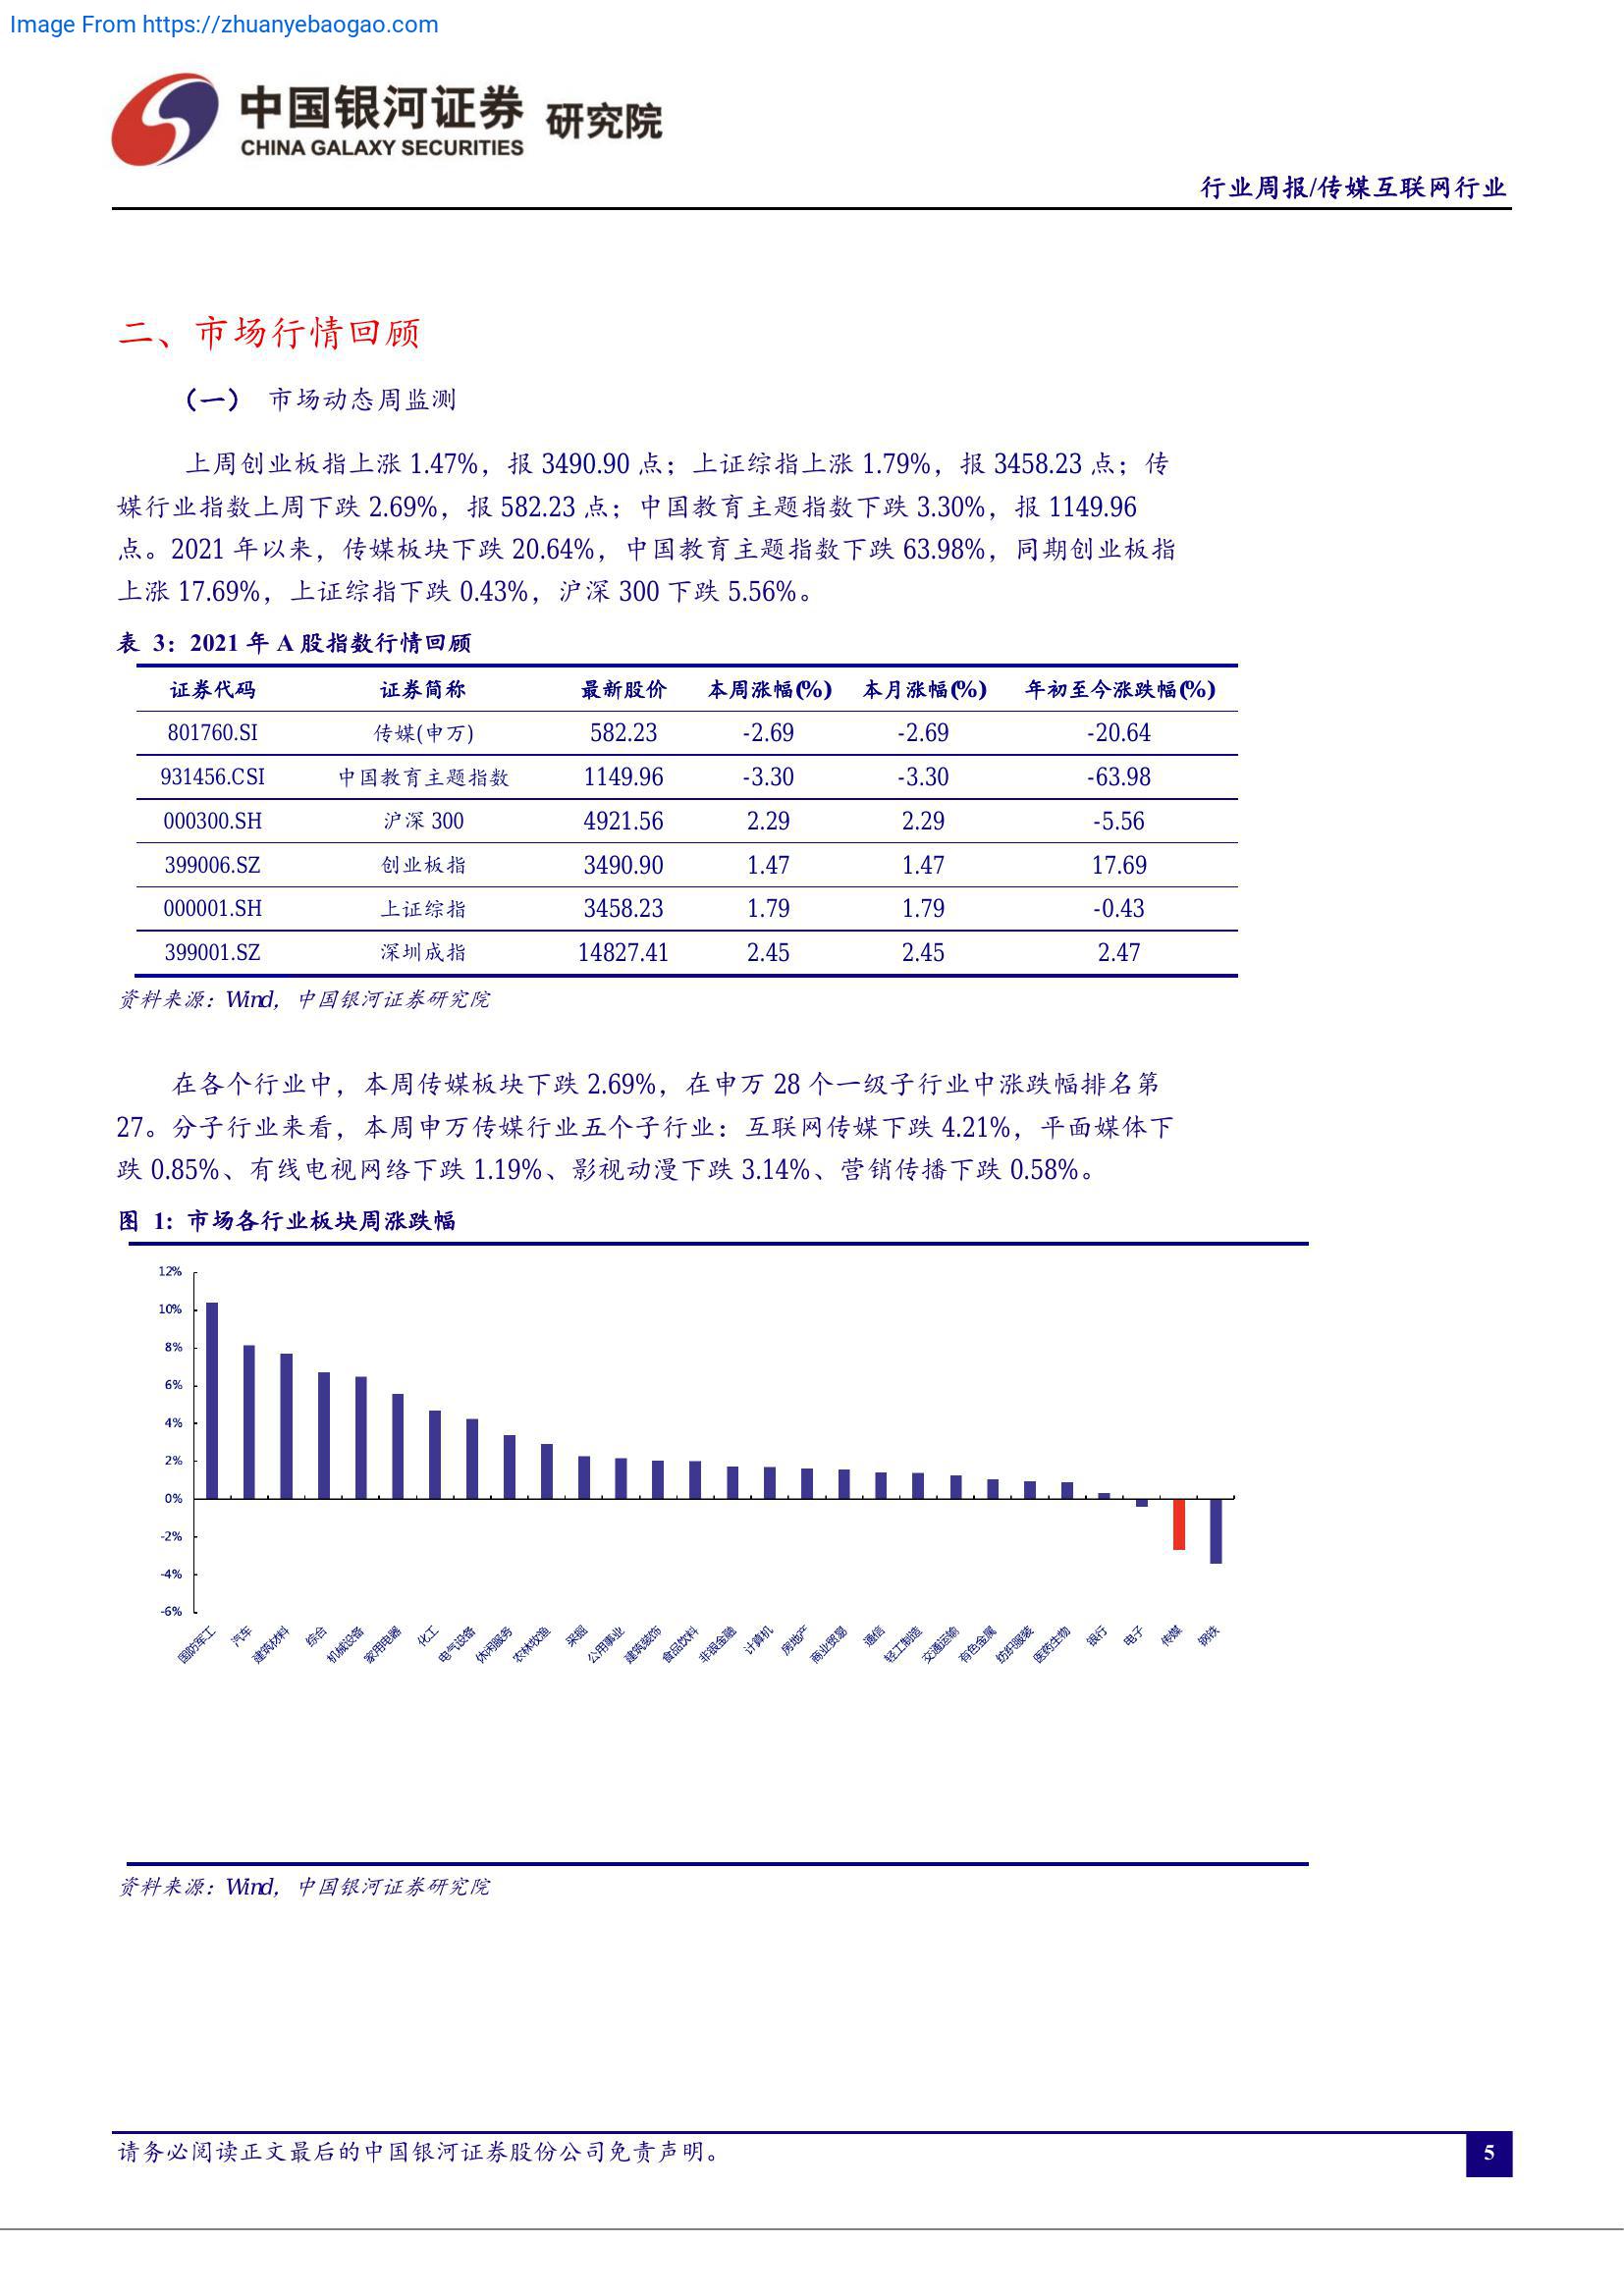 Image From https://zhuanyebaogao.com
中国银河证券 研究院
CHINA GALAXY SECURITIES
行业周报/传媒互联网行业
二、市场行情回顾
（一） 市场动态周监测
上周创业板指上涨 1.47%，报 3490.90 点；上证综指上涨 1.79%，报 3458.23 点；传
媒行业指数上周下跌 2.69%，报 582.23 点；中国教育主题指数下跌 3.30%，报 1149.96
点。2021 年以来，传媒板块下跌 20.64%，中国教育主题指数下跌 63.98%，同期创业板指
上涨 17.69%，上证综指下跌 0.43%，沪深 300 下跌 5.56%。
表 3：2021 年 A 股指数行情回顾
证券代码 证券简称 最新股价 本周涨幅(%) 本月涨幅(%) 年初至今涨跌幅(%)
801760.SI 传媒(申万) 582.23 -2.69 -2.69 -20.64
931456.CSI 中国教育主题指数 1149.96 -3.30 -3.30 -63.98
000300.SH 沪深 300 4921.56 2.29 2.29 -5.56
399006.SZ 创业板指 3490.90 1.47 1.47 17.69
000001.SH 上证综指 3458.23 1.79 1.79 -0.43
399001.SZ 深圳成指 14827.41 2.45 2.45 2.47
资料来源：Wind，中国银河证券研究院
在各个行业中，本周传媒板块下跌 2.69%，在申万 28 个一级子行业中涨跌幅排名第
27。分子行业来看，本周申万传媒行业五个子行业：互联网传媒下跌 4.21%，平面媒体下
跌 0.85%、有线电视网络下跌 1.19%、影视动漫下跌 3.14%、营销传播下跌 0.58%。
图 1: 市场各行业板块周涨跌幅
12%
10%
8%
6%
4%
2%
0%
-2%
-4%
-6%
国防军工 汽车 建筑材料 综合 机械设备 家用电器 化工 电气设备 休闲服务 农林牧渔 采掘 公用事业 建筑装饰 食品饮料 非银金融 计算机 房地产 商业贸易 通信 轻工制造 交通运输 有色金属 纺织服装 医药生物 银行 电子 传媒 钢铁
资料来源：Wind，中国银河证券研究院
请务必阅读正文最后的中国银河证券股份公司免责声明。
5